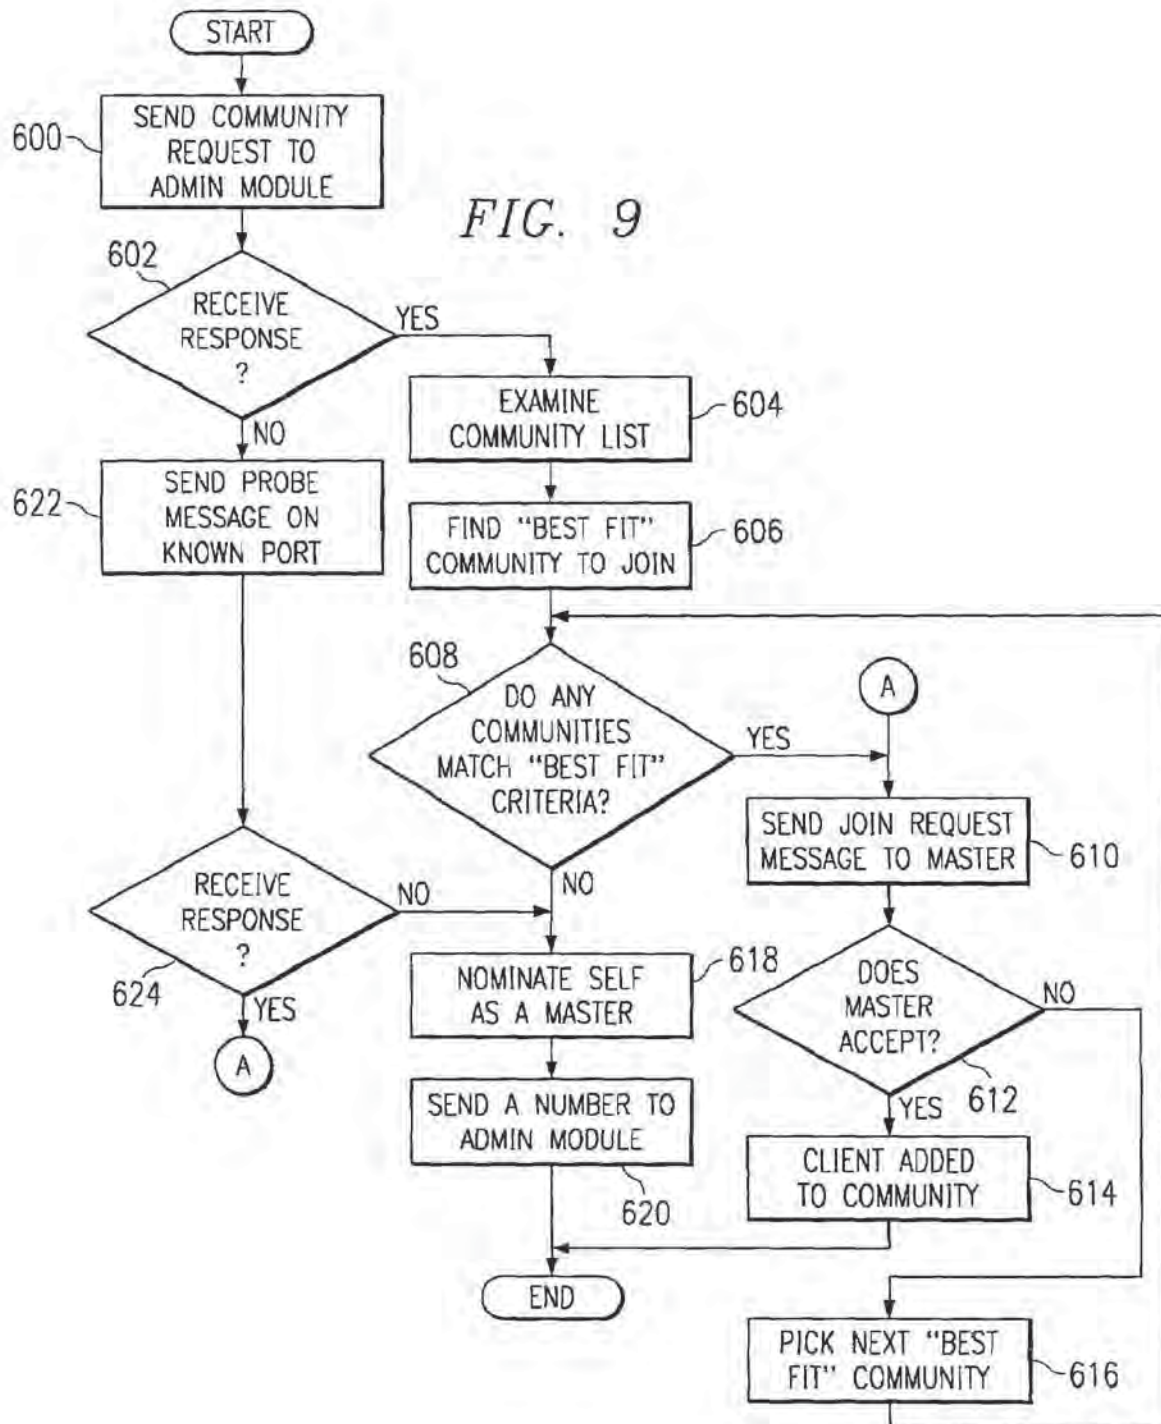 START
SEND COMMUNITY
REQUEST TO
ADMIN MODULE
600
FIG. 9
602
RECEIVE
RESPONSE
?
YES
NO
EXAMINE
COMMUNITY LIST
604
SEND PROBE
MESSAGE ON
KNOWN PORT
622
FIND "BEST FIT"
COMMUNITY TO JOIN
606
608
DO ANY
COMMUNITIES
MATCH "BEST FIT"
CRITERIA?
YES
NO
A
SEND JOIN REQUEST
MESSAGE TO MASTER
610
RECEIVE
RESPONSE
?
624
NO
YES
A
NOMINATE SELF
AS A MASTER
618
DOES
MASTER
ACCEPT?
NO
612
YES
SEND A NUMBER TO
ADMIN MODULE
620
CLIENT ADDED
TO COMMUNITY
614
END
PICK NEXT "BEST
FIT" COMMUNITY
616